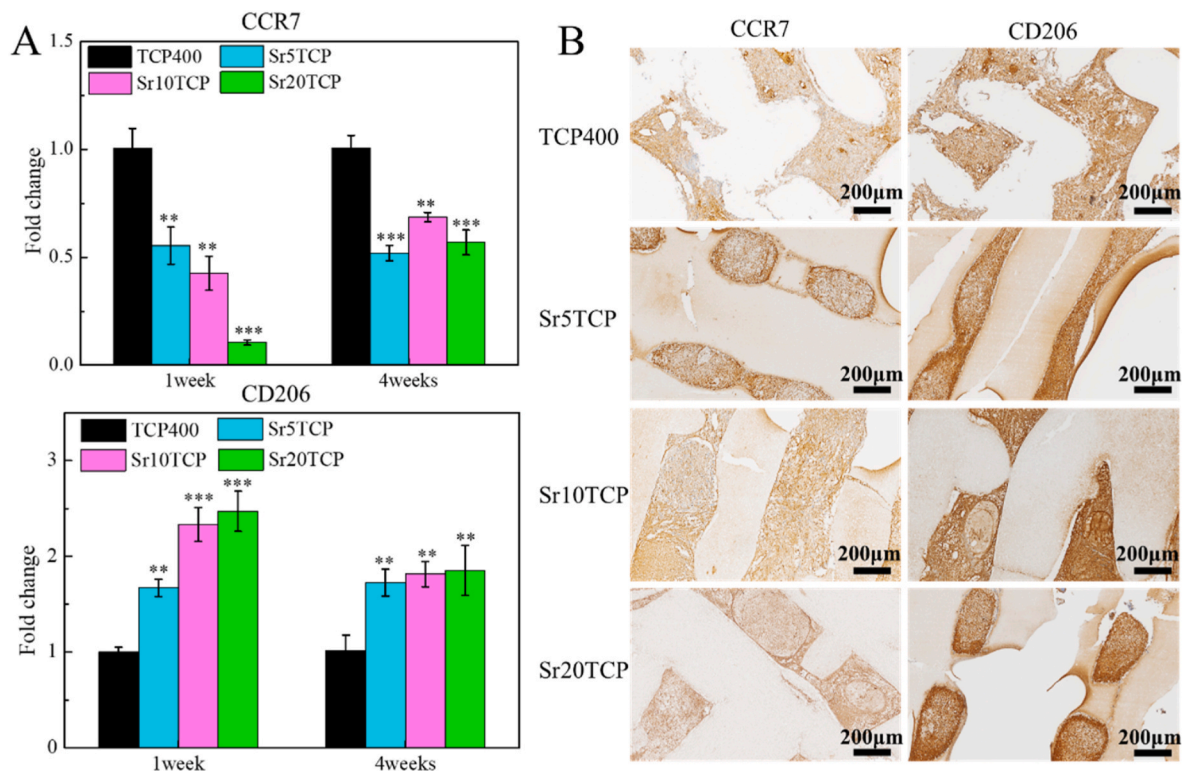 A
CCR7
TCP400 Sr5TCP
Sr10TCP Sr20TCP
Fold change
1.5
1.0
0.5
0.0
** ** ***
*** ** ***
1week 4weeks
CD206
TCP400 Sr5TCP
Sr10TCP Sr20TCP
Fold change
3
2
1
0
** *** ***
** ** **
1week 4weeks
B
CCR7 CD206
TCP400
200μm 200μm
Sr5TCP
200μm 200μm
Sr10TCP
200μm 200μm
Sr20TCP
200μm 200μm